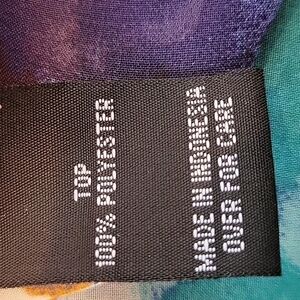 TOP
100% POLYESTER
MADE IN INDONESIA
OVER FOR CARE